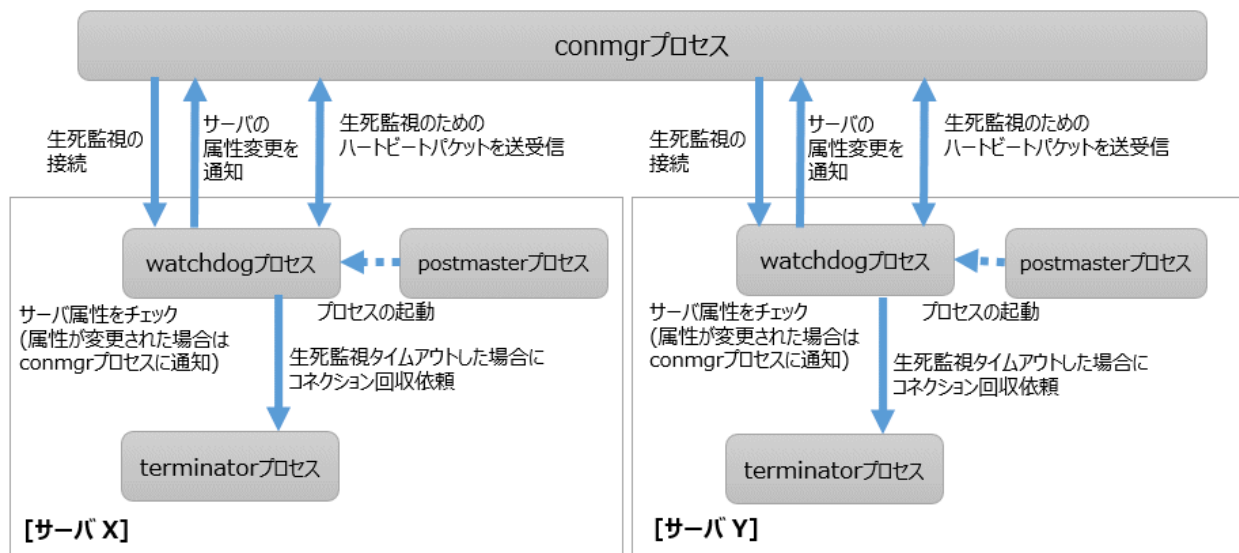 conmgrプロセス
生死監視の
接続
サーバの
属性変更を
通知
生死監視のための
ハートビートパケットを送受信
生死監視の
接続
サーバの
属性変更を
通知
生死監視のための
ハートビートパケットを送受信
watchdogプロセス
postmasterプロセス
サーバ属性をチェック
(属性が変更された場合は
conmgrプロセスに通知)
プロセスの起動
生死監視タイムアウトした場合に
コネクション回収依頼
terminatorプロセス
[サーバ X]
watchdogプロセス
postmasterプロセス
サーバ属性をチェック
(属性が変更された場合は
conmgrプロセスに通知)
プロセスの起動
生死監視タイムアウトした場合に
コネクション回収依頼
terminatorプロセス
[サーバ Y]